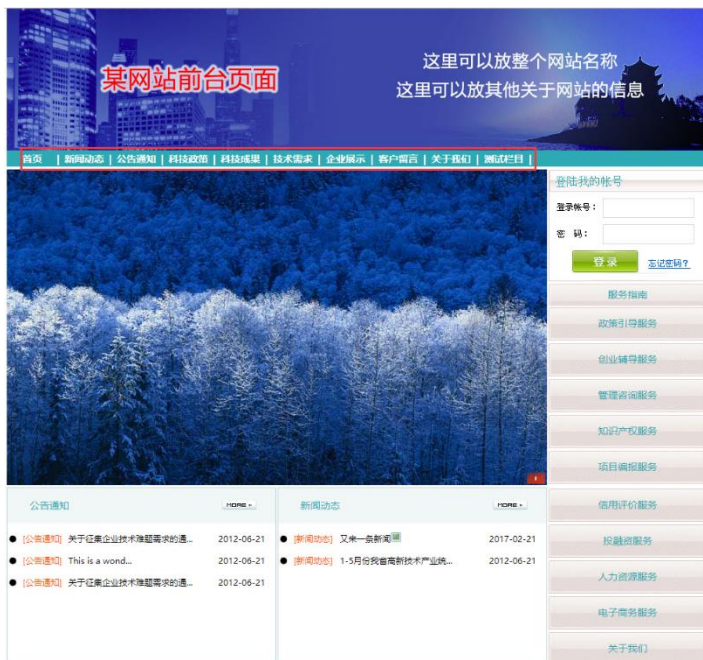 某网站前台页面
这里可以放整个网站名称
这里可以放其他关于网站的信息
首页 | 新闻动态 | 公告通知 | 科技政策 | 科技成果 | 技术需求 | 企业展示 | 客户留言 | 关于我们 | 测试栏目 |
登陆我的帐号
登录帐号：
密 码：
登录 忘记密码?
服务指南
政策引导服务
创业辅导服务
管理咨询服务
知识产权服务
项目编报服务
信用评价服务
投融资服务
人力资源服务
电子商务服务
关于我们
公告通知 MORE
[公告通知] 关于征集企业技术难题需求的通... 2012-06-21
[公告通知] This is a wond... 2012-06-21
[公告通知] 关于征集企业技术难题需求的通... 2012-06-21
新闻动态 MORE
[新闻动态] 又来一条新闻 2017-02-21
[新闻动态] 1-5月份我省高新技术产业统... 2012-06-21